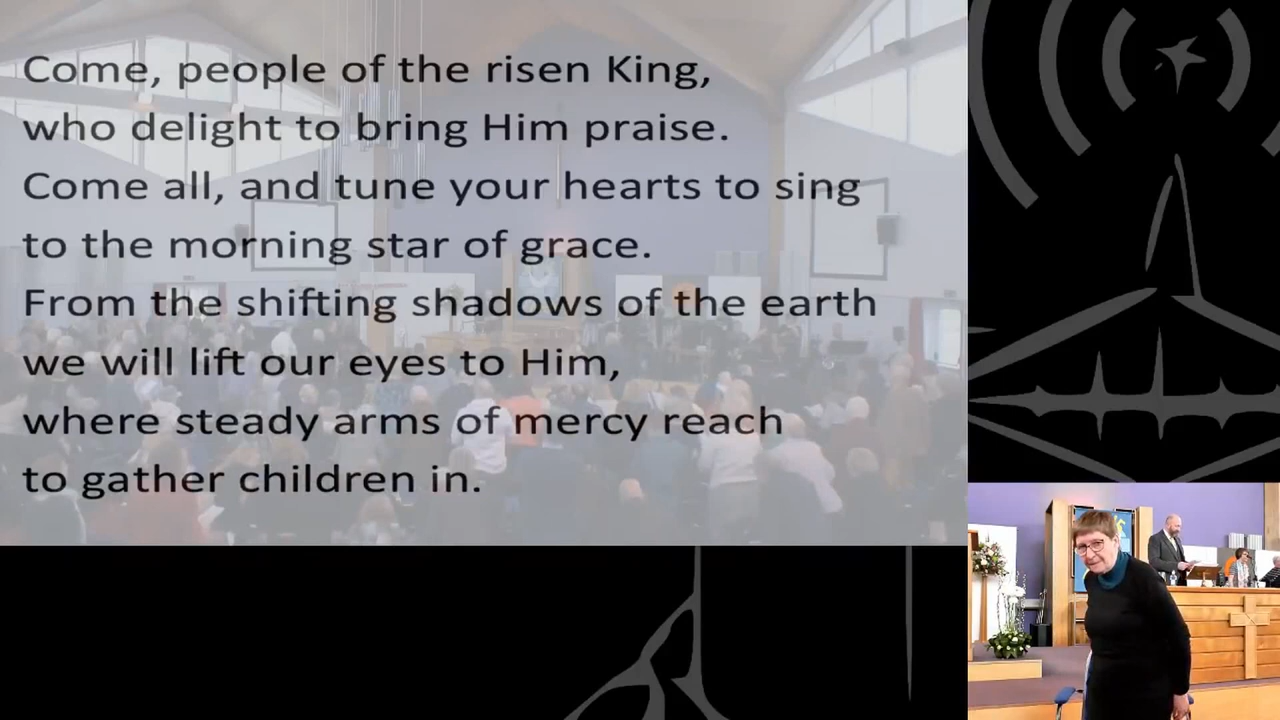 Come, people of the risen King,
who delight to bring Him praise.
Come all, and tune your hearts to sing
to the morning star of grace.
From the shifting shadows of the earth
we will lift our eyes to Him,
where steady arms of mercy reach
to gather children in.